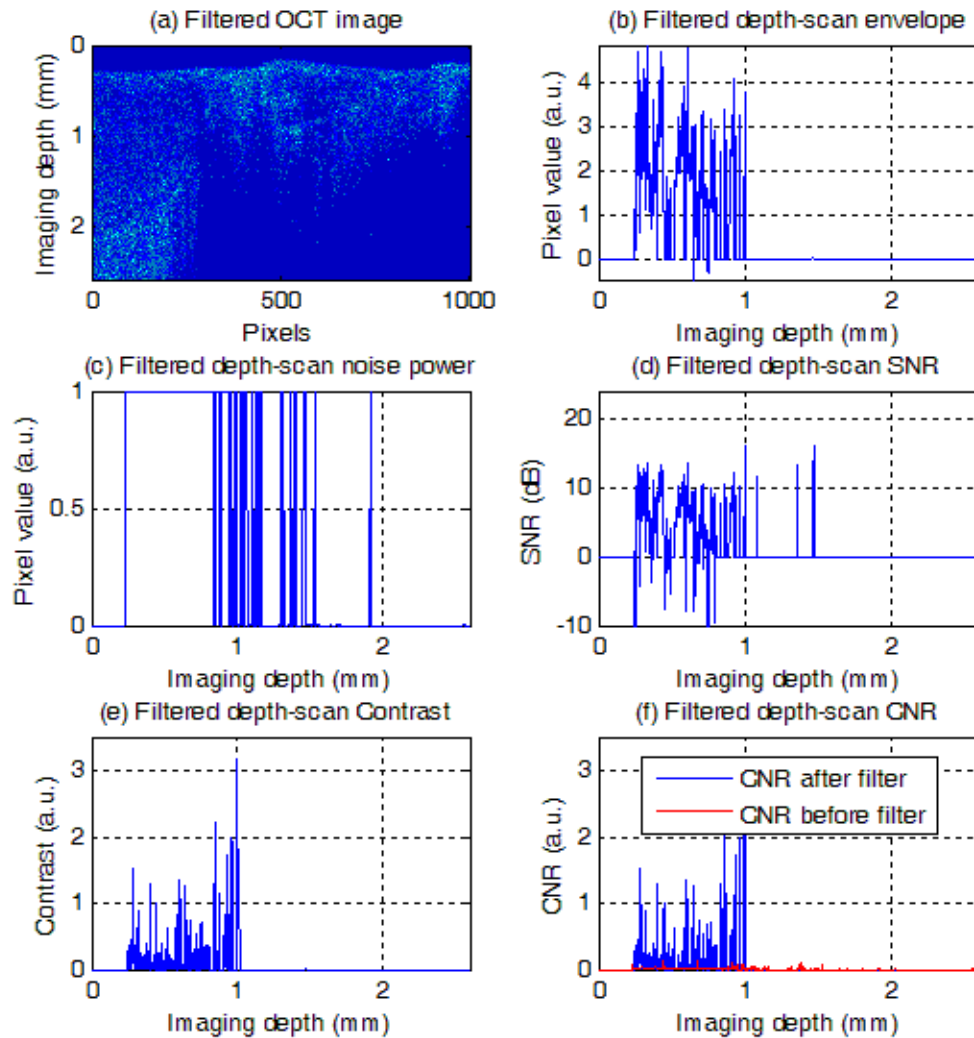 (a) Filtered OCT image
0
1
2
Imaging depth (mm)
0
500
1000
Pixels
(b) Filtered depth-scan envelope
4
3
2
1
0
Pixel value (a.u.)
0
1
2
Imaging depth (mm)
(c) Filtered depth-scan noise power
1
0.5
0
Pixel value (a.u.)
0
1
2
Imaging depth (mm)
(d) Filtered depth-scan SNR
20
10
0
-10
SNR (dB)
0
1
2
Imaging depth (mm)
(e) Filtered depth-scan Contrast
3
2
1
0
Contrast (a.u.)
0
1
2
Imaging depth (mm)
(f) Filtered depth-scan CNR
3
2
1
0
CNR (a.u.)
CNR after filter
CNR before filter
0
1
2
Imaging depth (mm)